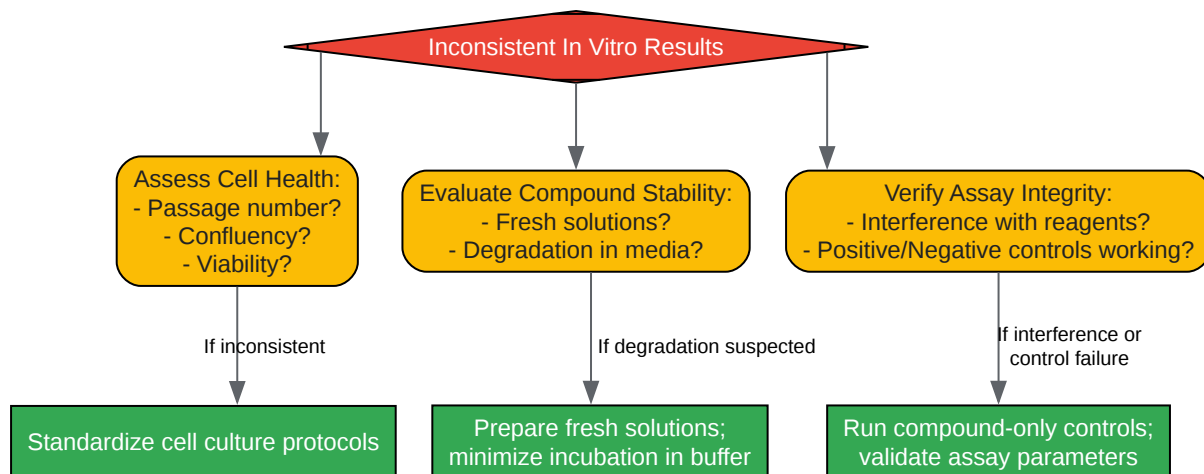 Inconsistent In Vitro Results
Assess Cell Health:
- Passage number?
- Confluency?
- Viability?
Evaluate Compound Stability:
- Fresh solutions?
- Degradation in media?
Verify Assay Integrity:
- Interference with reagents?
- Positive/Negative controls working?
If inconsistent
If degradation suspected
If interference or
control failure
Standardize cell culture protocols
Prepare fresh solutions;
minimize incubation in buffer
Run compound-only controls;
validate assay parameters